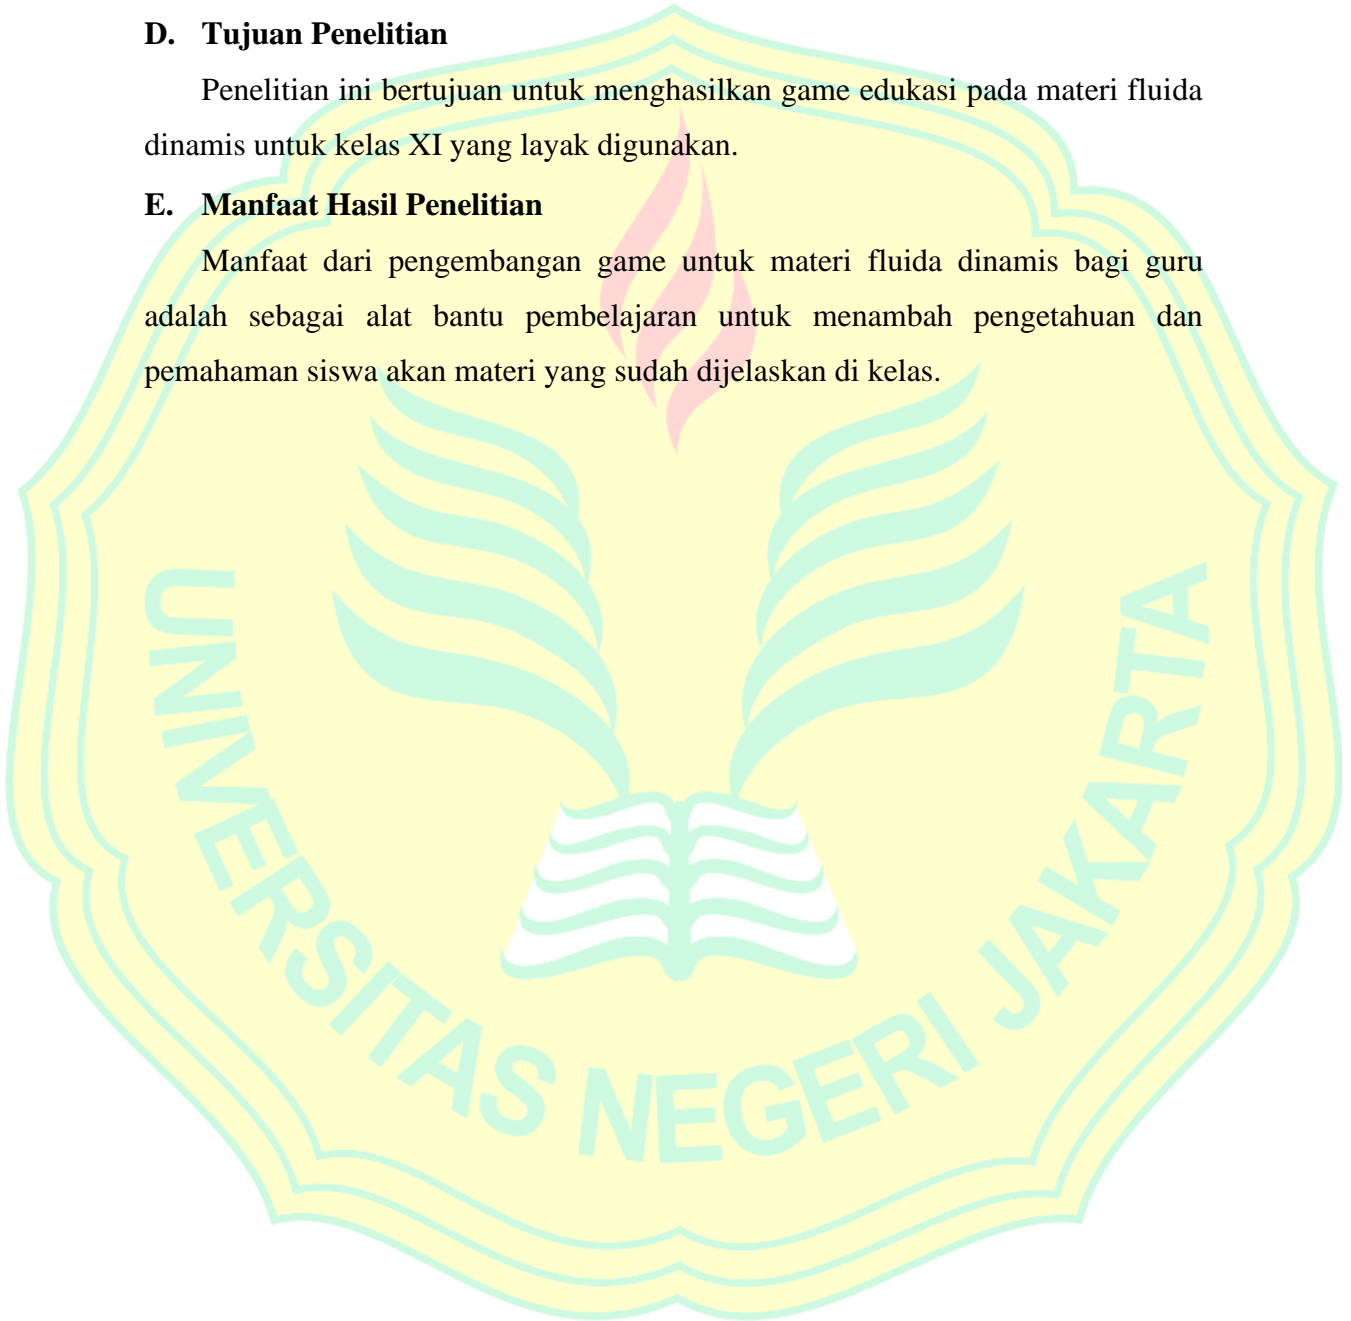 D. Tujuan Penelitian
Penelitian ini bertujuan untuk menghasilkan game edukasi pada materi fluida
dinamis untuk kelas XI yang layak digunakan.
E. Manfaat Hasil Penelitian
Manfaat dari pengembangan game untuk materi fluida dinamis bagi guru
adalah sebagai alat bantu pembelajaran untuk menambah pengetahuan dan
pemahaman siswa akan materi yang sudah dijelaskan di kelas.
UNIVERSITAS NEGERI JAKARTA